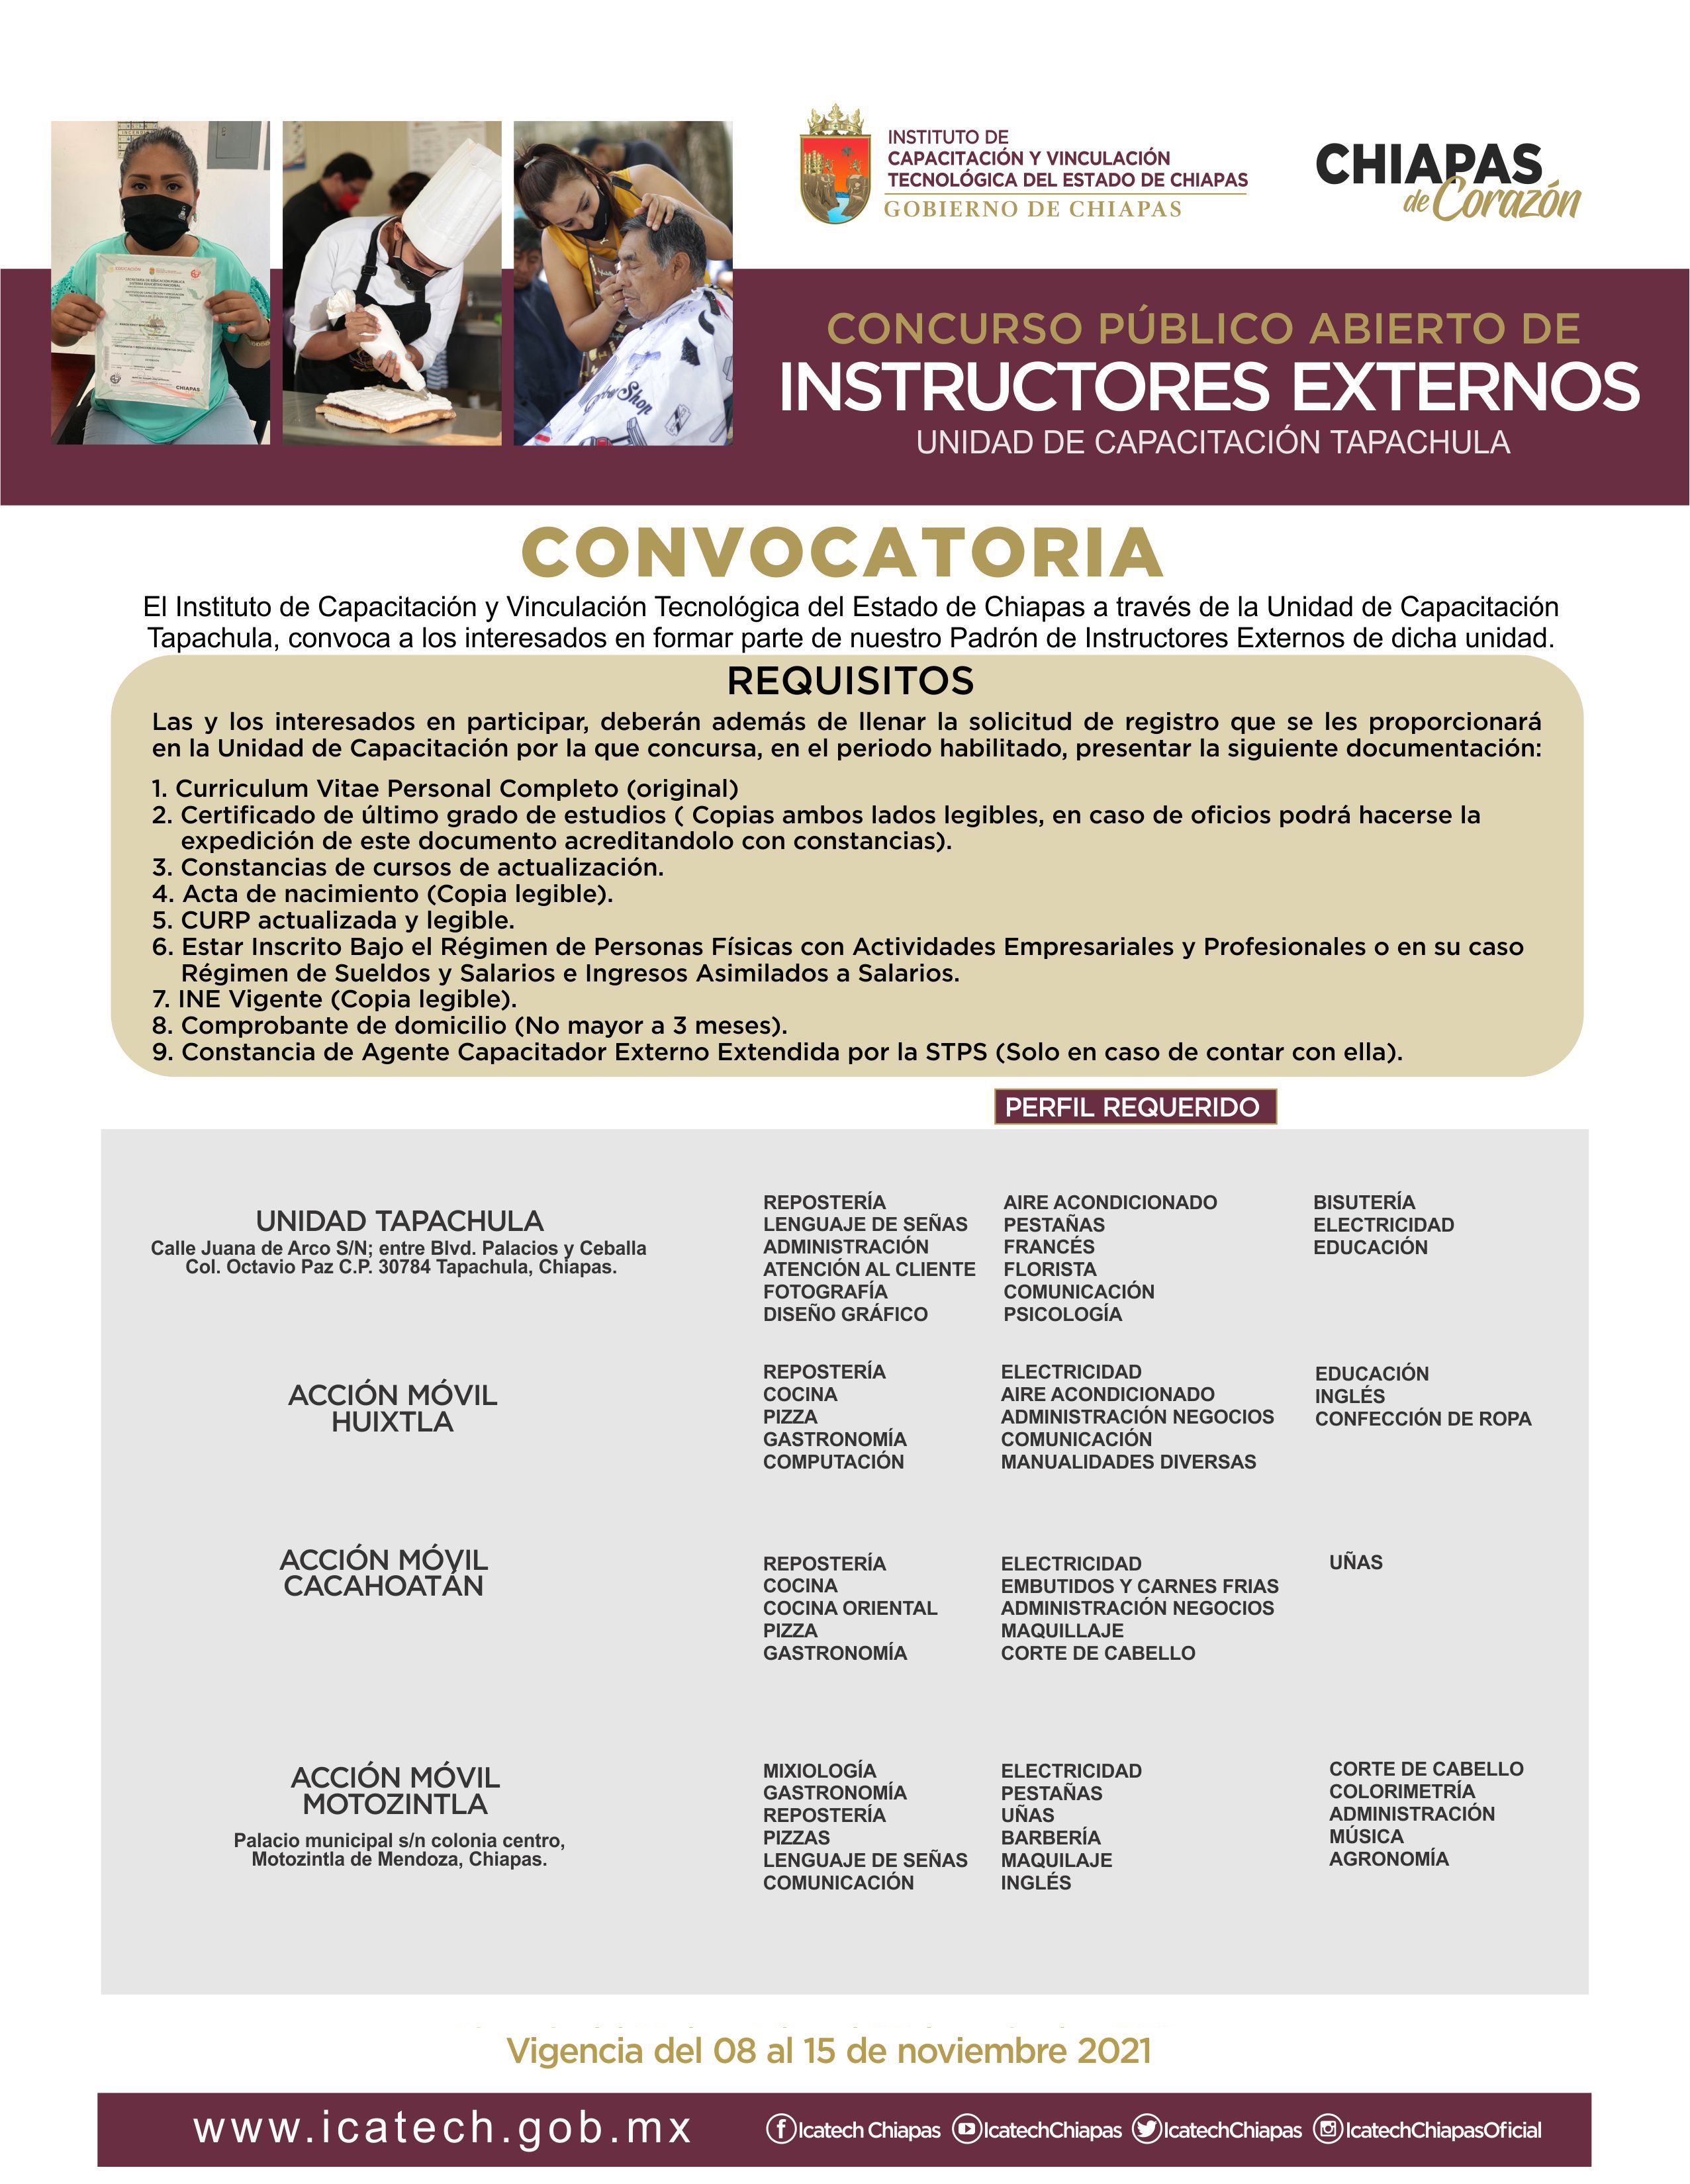 INSTITUTO DE
CAPACITACIÓN Y VINCULACIÓN
TECNOLÓGICA DEL ESTADO DE CHIAPAS
GOBIERNO DE CHIAPAS
CHIAPAS
de Corazón
CHIAPAS
Barber Shop
CONCURSO PÚBLICO ABIERTO DE
INSTRUCTORES EXTERNOS
UNIDAD DE CAPACITACIÓN TAPACHULA
CONVOCATORIA
El Instituto de Capacitación y Vinculación Tecnológica del Estado de Chiapas a través de la Unidad de Capacitación
Tapachula, convoca a los interesados en formar parte de nuestro Padrón de Instructores Externos de dicha unidad.
REQUISITOS
Las y los interesados en participar, deberán además de llenar la solicitud de registro que se les proporcionará
en la Unidad de Capacitación por la que concursa, en el periodo habilitado, presentar la siguiente documentación:
1. Curriculum Vitae Personal Completo (original)
2. Certificado de último grado de estudios ( Copias ambos lados legibles, en caso de oficios podrá hacerse la
expedición de este documento acreditandolo con constancias).
3. Constancias de cursos de actualización.
4. Acta de nacimiento (Copia legible).
5. CURP actualizada y legible.
6. Estar Inscrito Bajo el Régimen de Personas Físicas con Actividades Empresariales y Profesionales o en su caso
Régimen de Sueldos y Salarios e Ingresos Asimilados a Salarios.
7. INE Vigente (Copia legible).
8. Comprobante de domicilio (No mayor a 3 meses).
9. Constancia de Agente Capacitador Externo Extendida por la STPS (Solo en caso de contar con ella).
PERFIL REQUERIDO
UNIDAD TAPACHULA
Calle Juana de Arco S/N; entre Blvd. Palacios y Ceballa
Col. Octavio Paz C.P. 30784 Tapachula, Chiapas.
REPOSTERÍA
LENGUAJE DE SEÑAS
ADMINISTRACIÓN
ATENCIÓN AL CLIENTE
FOTOGRAFÍA
DISEÑO GRÁFICO
AIRE ACONDICIONADO
PESTAÑAS
FRANCÉS
FLORISTA
COMUNICACIÓN
PSICOLOGÍA
BISUTERÍA
ELECTRICIDAD
EDUCACIÓN
ACCIÓN MÓVIL
HUIXTLA
REPOSTERÍA
COCINA
PIZZA
GASTRONOMÍA
COMPUTACIÓN
ELECTRICIDAD
AIRE ACONDICIONADO
ADMINISTRACIÓN NEGOCIOS
COMUNICACIÓN
MANUALIDADES DIVERSAS
EDUCACIÓN
INGLÉS
CONFECCIÓN DE ROPA
ACCIÓN MÓVIL
CACAHOATÁN
REPOSTERÍA
COCINA
COCINA ORIENTAL
PIZZA
GASTRONOMÍA
ELECTRICIDAD
EMBUTIDOS Y CARNES FRIAS
ADMINISTRACIÓN NEGOCIOS
MAQUILLAJE
CORTE DE CABELLO
UÑAS
ACCIÓN MÓVIL
MOTOZINTLA
Palacio municipal s/n colonia centro,
Motozintla de Mendoza, Chiapas.
MIXIOLOGÍA
GASTRONOMÍA
REPOSTERÍA
PIZZAS
LENGUAJE DE SEÑAS
COMUNICACIÓN
ELECTRICIDAD
PESTAÑAS
UÑAS
BARBERÍA
MAQUILAJE
INGLÉS
CORTE DE CABELLO
COLORIMETRÍA
ADMINISTRACIÓN
MÚSICA
AGRONOMÍA
Vigencia del 08 al 15 de noviembre 2021
www.icatech.gob.mx
Icatech Chiapas IcatechChiapas IcatechChiapas IcatechChiapasOficial